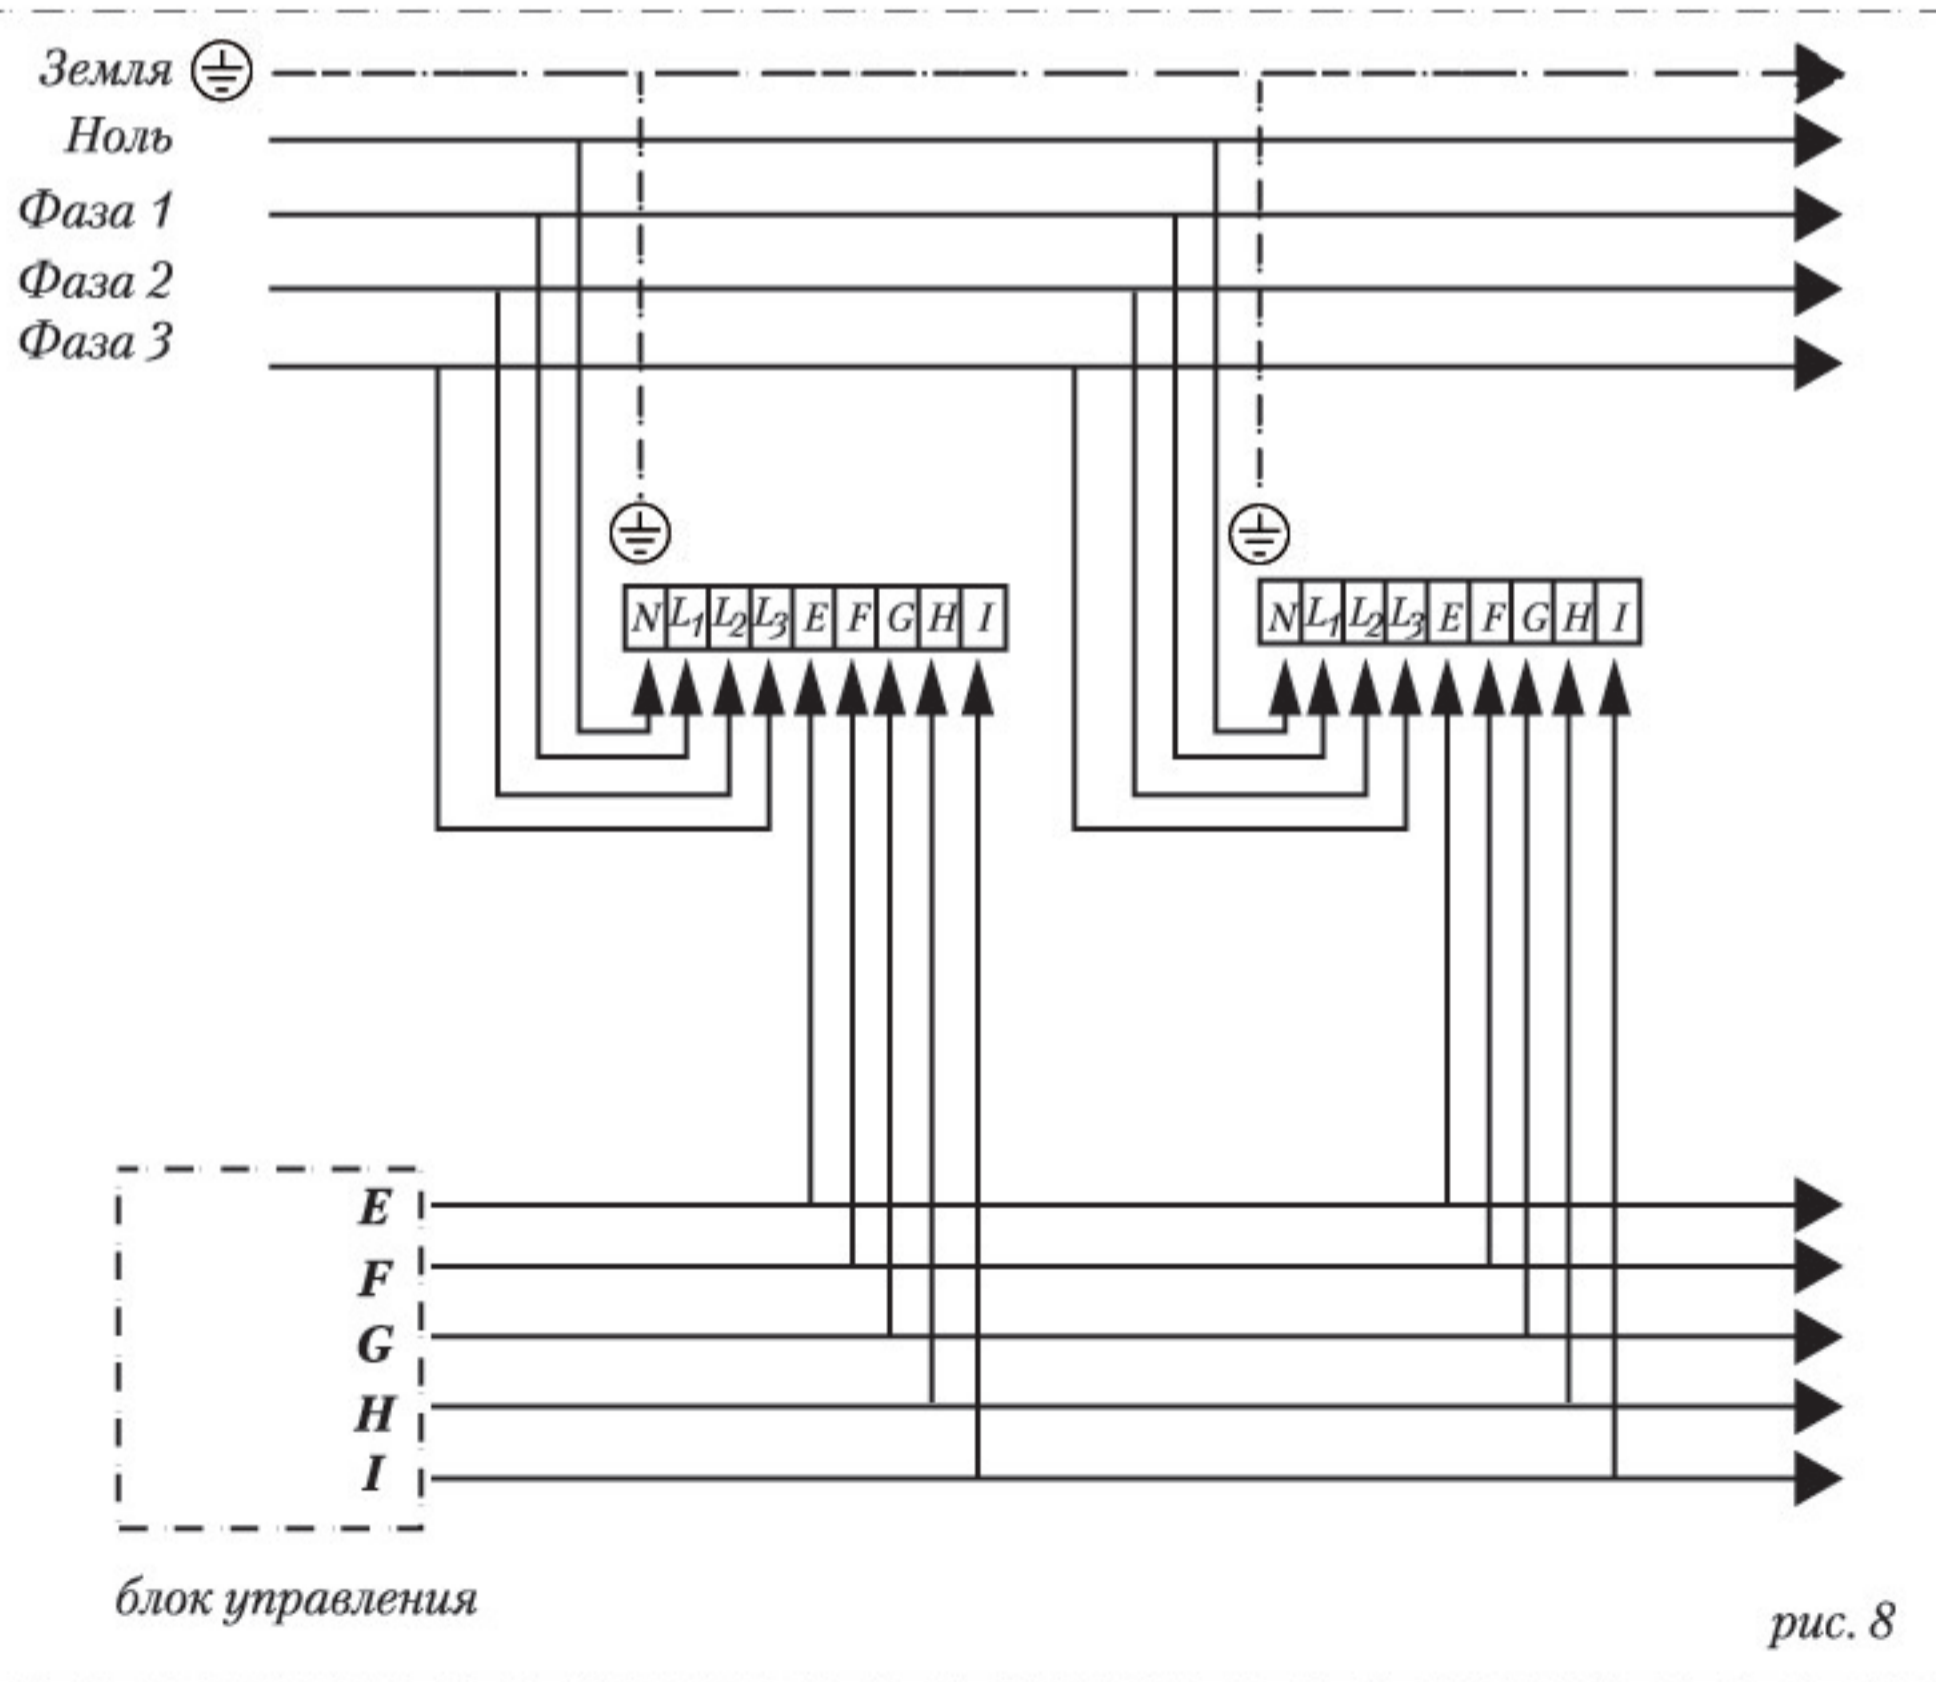 Земля
Ноль
Фаза 1
Фаза 2
Фаза 3
N L1 L2 L3 E F G H I
N L1 L2 L3 E F G H I
E
F
G
H
I
блок управления
рис. 8